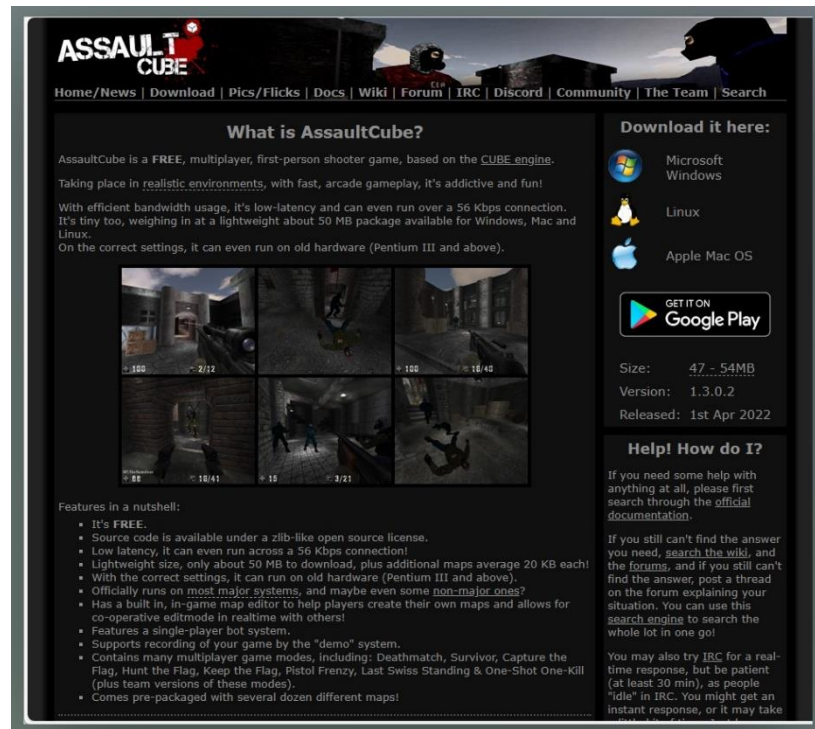 ASSAULT
CUBE
Home/News | Download | Pics/Flicks | Docs | Wiki | Forum | IRC | Discord | Community | The Team | Search
What is AssaultCube?
AssaultCube is a FREE, multiplayer, first-person shooter game, based on the CUBE engine.
Taking place in realistic environments, with fast, arcade gameplay, it's addictive and fun!
With efficient bandwidth usage, it's low-latency and can even run over a 56 Kbps connection.
It's tiny too, weighing in at a lightweight about 50 MB package available for Windows, Mac and
Linux.
On the correct settings, it can even run on old hardware (Pentium III and above).
100 2/12
100 18/40
66 16/41
15 3/21
Features in a nutshell:
It's FREE.
Source code is available under a zlib-like open source license.
Low latency, it can even run across a 56 Kbps connection!
Lightweight size, only about 50 MB to download, plus additional maps average 20 KB each!
With the correct settings, it can run on old hardware (Pentium III and above).
Officially runs on most major systems, and maybe even some non-major ones?
Has a built in, in-game map editor to help players create their own maps and allows for
co-operative editmode in realtime with others!
Features a single-player bot system.
Supports recording of your game by the "demo" system.
Contains many multiplayer game modes, including: Deathmatch, Survivor, Capture the
Flag, Hunt the Flag, Keep the Flag, Pistol Frenzy, Last Swiss Standing & One-Shot One-Kill
(plus team versions of these modes).
Comes pre-packaged with several dozen different maps!
Download it here:
Microsoft
Windows
Linux
Apple Mac OS
GET IT ON
Google Play
Size: 47 - 54MB
Version: 1.3.0.2
Released: 1st Apr 2022
Help! How do I?
If you need some help with
anything at all, please first
search through the official
documentation.
If you still can't find the answer
you need, search the wiki, and
the forums, and if you still can't
find the answer, post a thread
on the forum explaining your
situation. You can use this
search engine to search the
whole lot in one go!
You may also try IRC for a real-
time response, but be patient
(at least 30 min), as people
"idle" in IRC. You might get an
instant response, or it may take